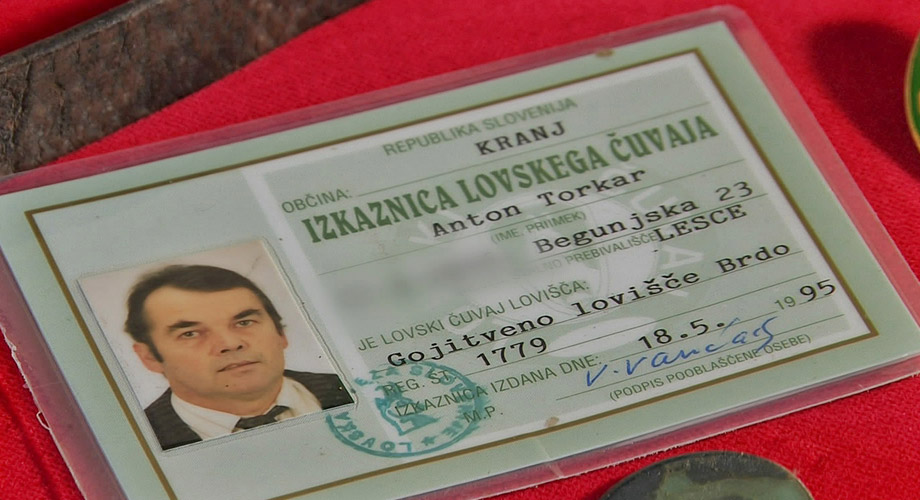 REPUBLIKA SLOVENIJA
OBČINA: KRANJ
IZKAZNICA LOVSKEGA ČUVAJA
Anton Torkar
(IME, PRIIMEK)
Begunjska 23
PREBIVALIŠČE LESCE
JE LOVSKI ČUVAJ LOVIŠČA:
Gojitveno lovišče Brdo
REG. ŠT. 1779
IZKAZNICA IZDANA DNE: 18.5. 1995
M.P.
(PODPIS POOBLAŠČENE OSEBE)